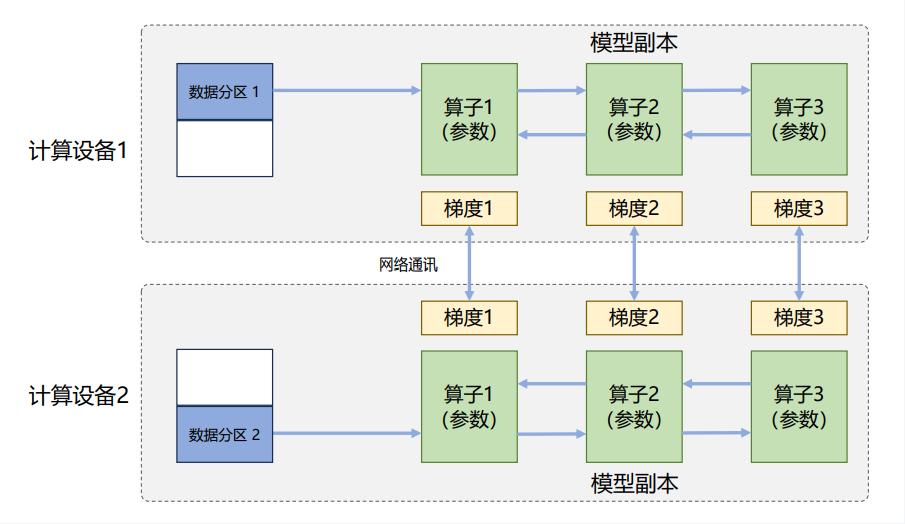 模型副本
数据分区 1
算子1
(参数)
算子2
(参数)
算子3
(参数)
计算设备1
梯度1
梯度2
梯度3
网络通讯
梯度1
梯度2
梯度3
计算设备2
算子1
(参数)
算子2
(参数)
算子3
(参数)
数据分区 2
模型副本